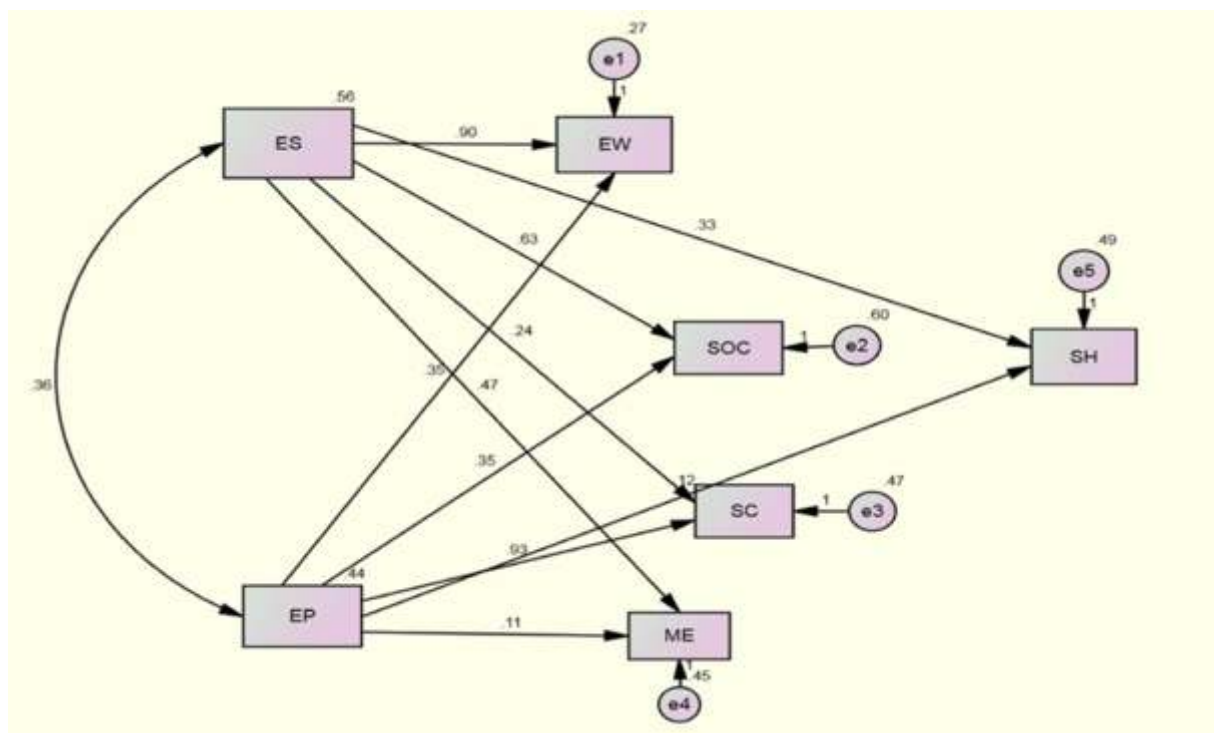 .27
e1
1
.56
ES
.90
EW
.33
.63
.49
e5
1
.60
SOC
1
e2
SH
.24
.36
.35
.47
.35
.12
SC
1
e3
.47
.93
.44
EP
.11
ME
1
.45
e4